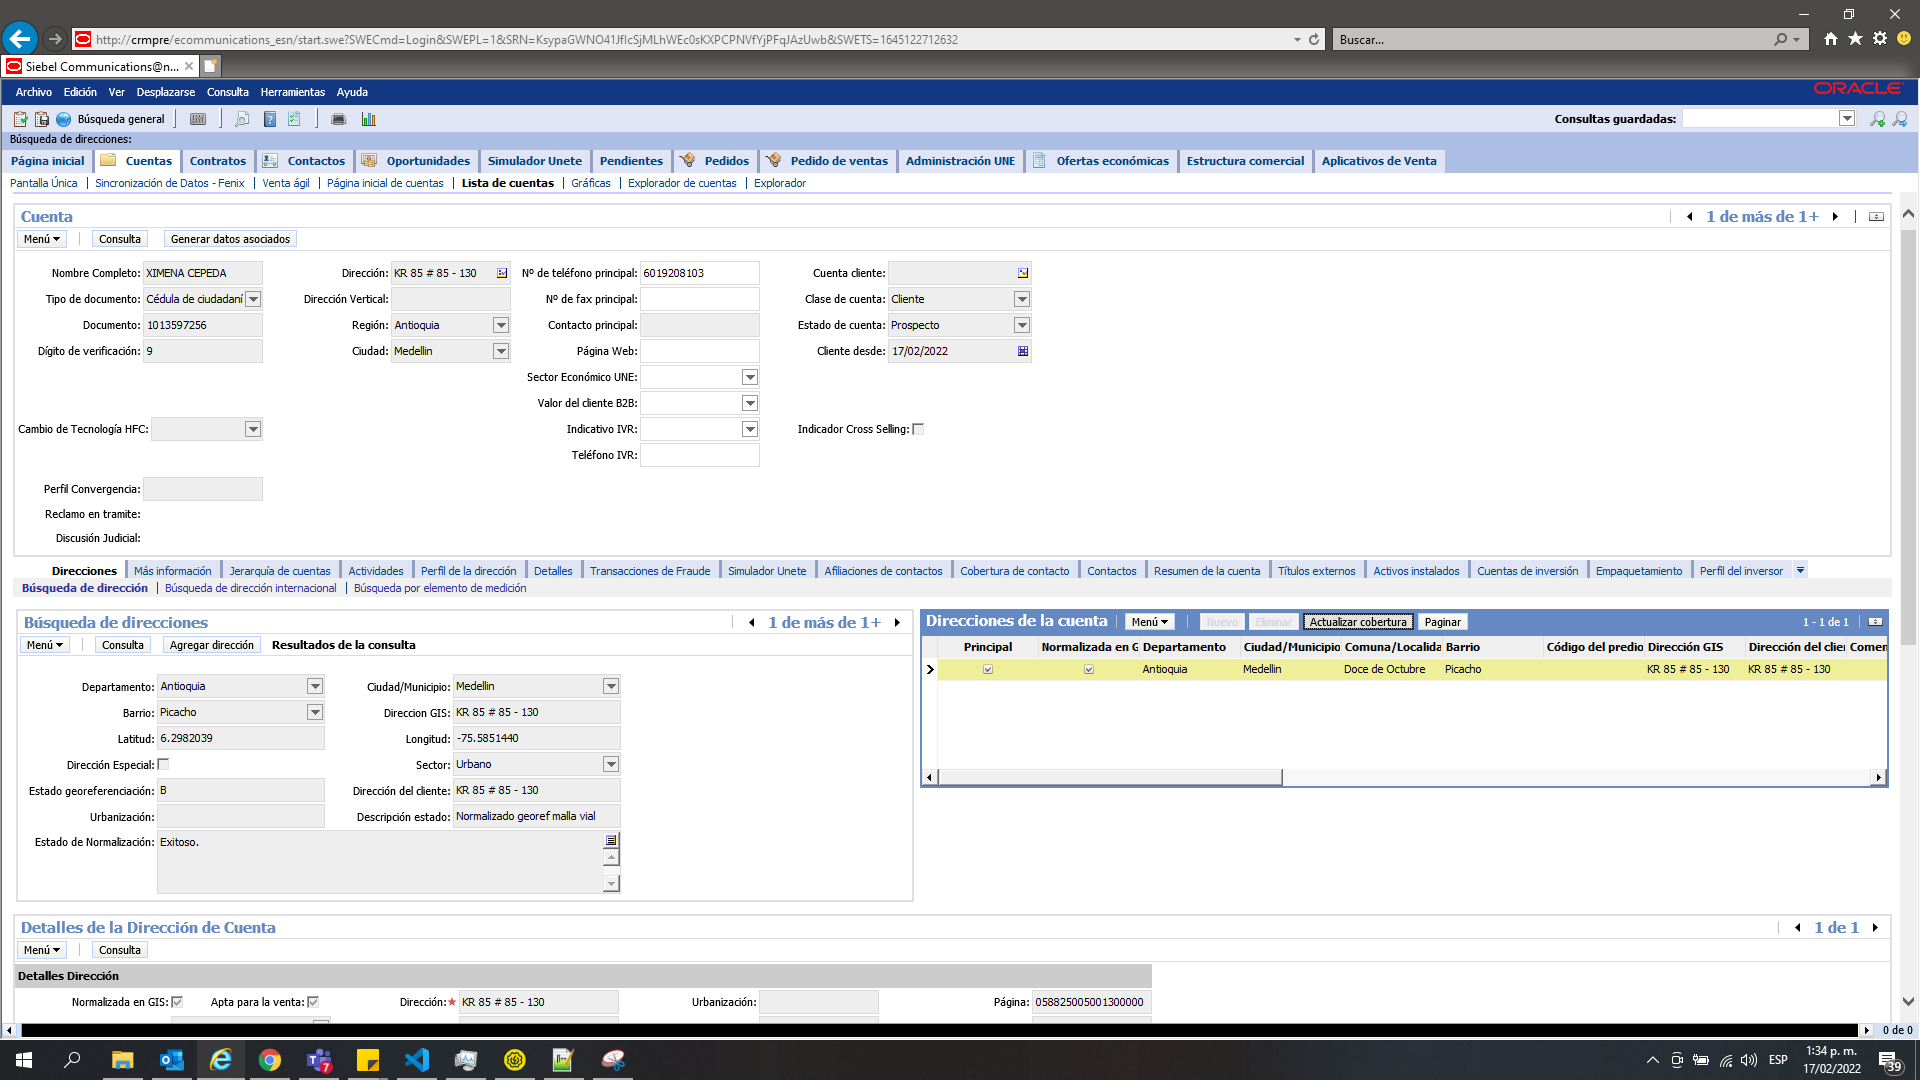 http://crmpre/ecommunications_esn/start.swe?SWECmd=Login&SWEPL=1&SRN=KsypaGWNO41JfIcSjMLhWEc0sKXPCPNVfYjPFqJAzUwb&SWETS=1645122712632
Buscar...
Siebel Communications@n...
Archivo Edición Ver Desplazarse Consulta Herramientas Ayuda
ORACLE
Búsqueda general
Consultas guardadas:
Búsqueda de direcciones:
Página inicial Cuentas Contratos Contactos Oportunidades Simulador Unete Pendientes Pedidos Pedido de ventas Administración UNE Ofertas económicas Estructura comercial Aplicativos de Venta
Pantalla Única Sincronización de Datos - Fenix Venta ágil Página inicial de cuentas Lista de cuentas Gráficas Explorador de cuentas Explorador
Cuenta
1 de más de 1+
Menú Consulta Generar datos asociados
Nombre Completo: XIMENA CEPEDA Dirección: KR 85 # 85 - 130 Nº de teléfono principal: 6019208103 Cuenta cliente:
Tipo de documento: Cédula de ciudadaní Dirección Vertical: Nº de fax principal: Clase de cuenta: Cliente
Documento: 1013597256 Región: Antioquia Contacto principal: Estado de cuenta: Prospecto
Dígito de verificación: 9 Ciudad: Medellin Página Web: Cliente desde: 17/02/2022
Sector Económico UNE:
Valor del cliente B2B:
Cambio de Tecnología HFC: Indicativo IVR: Indicador Cross Selling:
Teléfono IVR:
Perfil Convergencia:
Reclamo en tramite:
Discusión Judicial:
Direcciones Más información Jerarquía de cuentas Actividades Perfil de la dirección Detalles Transacciones de Fraude Simulador Unete Afiliaciones de contactos Cobertura de contacto Contactos Resumen de la cuenta Títulos externos Activos instalados Cuentas de inversión Empaquetamiento Perfil del inversor
Búsqueda de dirección Búsqueda de dirección internacional Búsqueda por elemento de medición
Búsqueda de direcciones
1 de más de 1+
Menú Consulta Agregar dirección Resultados de la consulta
Departamento: Antioquia Ciudad/Municipio: Medellin
Barrio: Picacho Direccion GIS: KR 85 # 85 - 130
Latitud: 6.2982039 Longitud: -75.5851440
Dirección Especial: Sector: Urbano
Estado georeferenciación: B Dirección del cliente: KR 85 # 85 - 130
Urbanización: Descripción estado: Normalizado georef malla vial
Estado de Normalización: Exitoso.
Direcciones de la cuenta Menú Nuevo Eliminar Actualizar cobertura Paginar 1 - 1 de 1
Principal Normalizada en G Departamento Ciudad/Municipio Comuna/Localida Barrio Código del predio Dirección GIS Dirección del clie Comen
Antioquia Medellin Doce de Octubre Picacho KR 85 # 85 - 130 KR 85 # 85 - 130
Detalles de la Dirección de Cuenta
1 de 1
Menú Consulta
Detalles Dirección
Normalizada en GIS: Apta para la venta: Dirección:* KR 85 # 85 - 130 Urbanización: Página: 058825005001300000
0 de 0
7
ESP
1:34 p. m.
17/02/2022
39